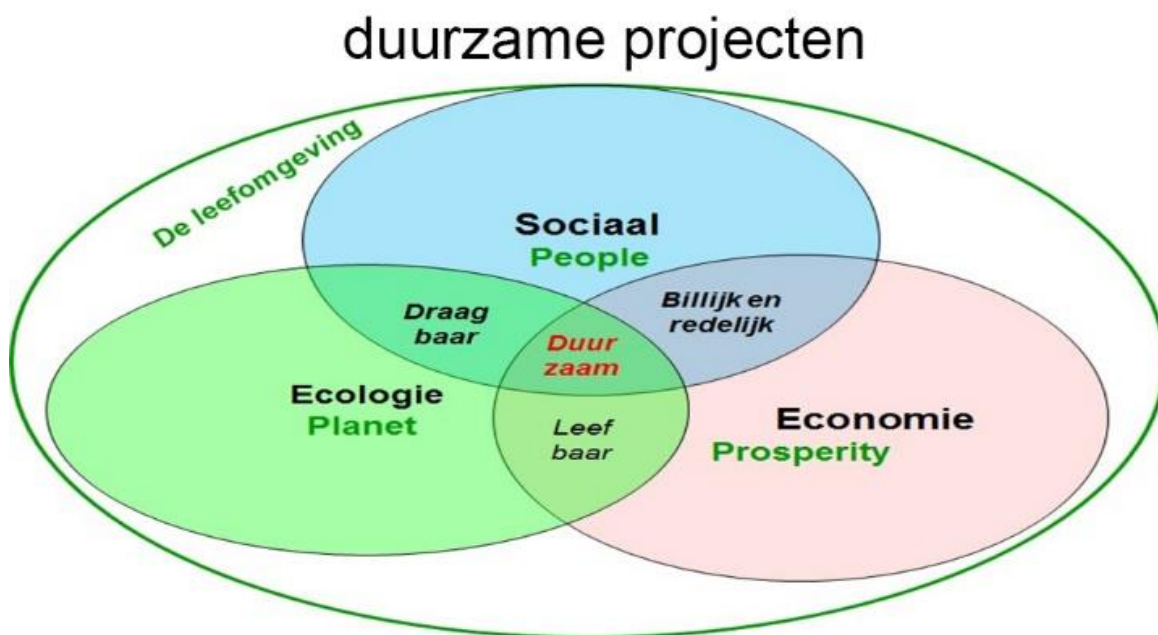 duurzame projecten
De leefomgeving
Sociaal
People
Draag
baar
Billijk en
redelijk
Duur
zaam
Ecologie
Planet
Leef
baar
Economie
Prosperity